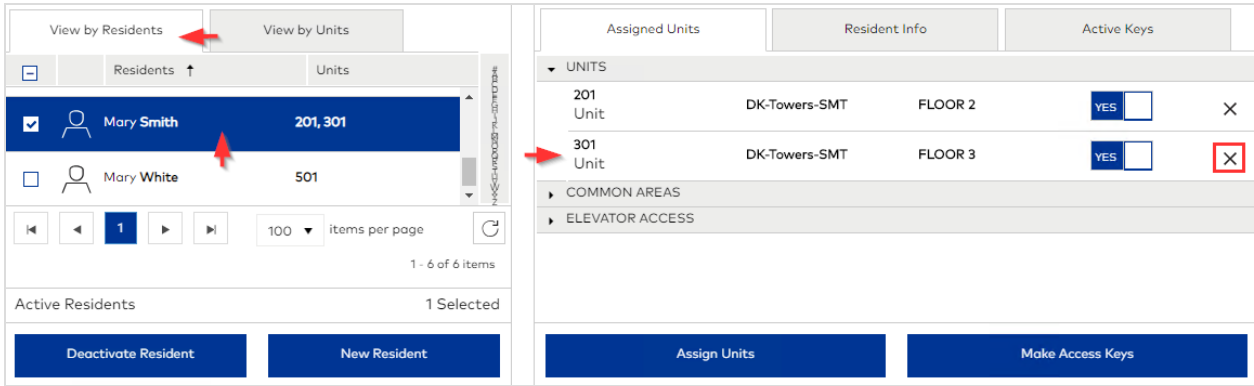 View by Residents
View by Units
Residents ↑
Units
Mary Smith
201, 301
Mary White
501
1
100
items per page
1 - 6 of 6 items
Active Residents
1 Selected
Deactivate Resident
New Resident
Assigned Units
Resident Info
Active Keys
UNITS
201
Unit
DK-Towers-SMT
FLOOR 2
YES
301
Unit
DK-Towers-SMT
FLOOR 3
YES
COMMON AREAS
ELEVATOR ACCESS
Assign Units
Make Access Keys